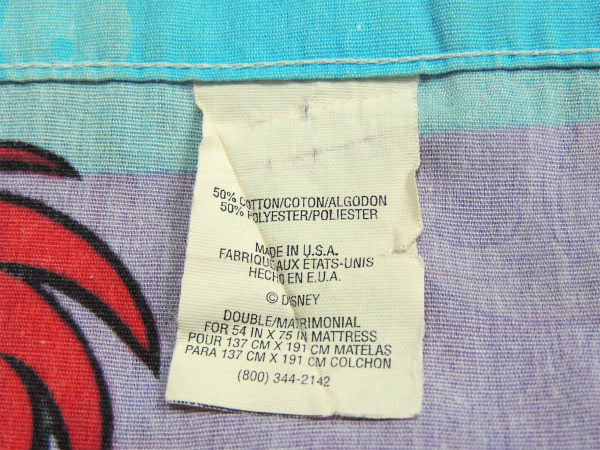 50% COTTON/COTON/ALGODON
50% POLYESTER/POLIESTER
MADE IN U.S.A.
FABRIQUE AUX ÉTATS-UNIS
HECHO EN E.U.A.
© DISNEY
DOUBLE/MATRIMONIAL
FOR 54 IN X 75 IN MATTRESS
POUR 137 CM X 191 CM MATELAS
PARA 137 CM X 191 CM COLCHON
(800) 344-2142